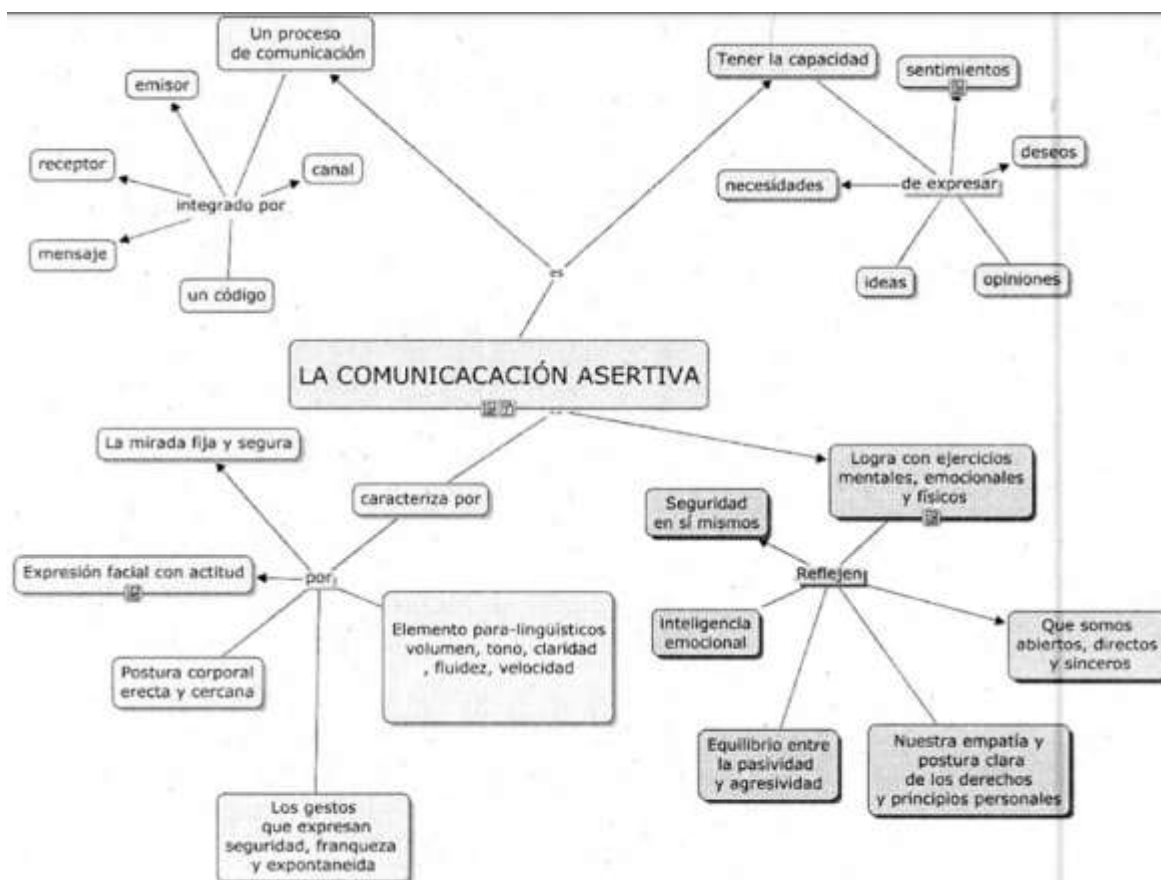 Un proceso
de comunicación
Tener la capacidad
sentimientos
emisor
deseos
receptor
canal
necesidades
de expresar
integrado por
mensaje
un código
ideas
opiniones
es
LA COMUNICACACIÓN ASERTIVA
La mirada fija y segura
caracteriza por
Logra con ejercicios
mentales, emocionales
y físicos
Seguridad
en sí mismos
Expresión facial con actitud
por
Reflejen
Elemento para-lingüísticos
volumen, tono, claridad
, fluidez, velocidad
inteligencia
emocional
Que somos
abiertos, directos
y sinceros
Postura corporal
erecta y cercana
Equilibrio entre
la pasividad
y agresividad
Nuestra empatía y
postura clara
de los derechos
y principios personales
Los gestos
que expresan
seguridad, franqueza
y expontaneida